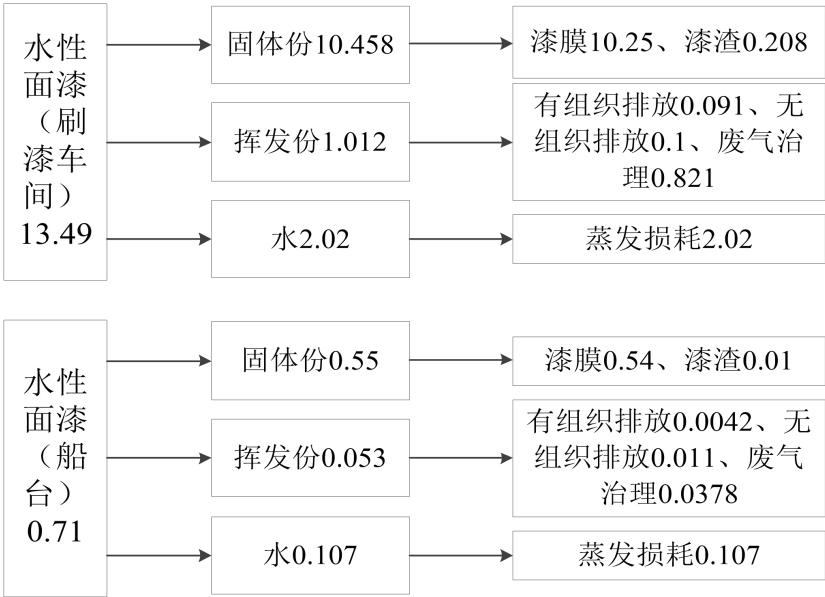 水性
面漆
（刷
漆车
间）
13.49
固体份10.458
漆膜10.25、漆渣0.208
挥发份1.012
有组织排放0.091、无
组织排放0.1、废气治
理0.821
水2.02
蒸发损耗2.02
水性
面漆
（船
台）
0.71
固体份0.55
漆膜0.54、漆渣0.01
挥发份0.053
有组织排放0.0042、无
组织排放0.011、废气
治理0.0378
水0.107
蒸发损耗0.107